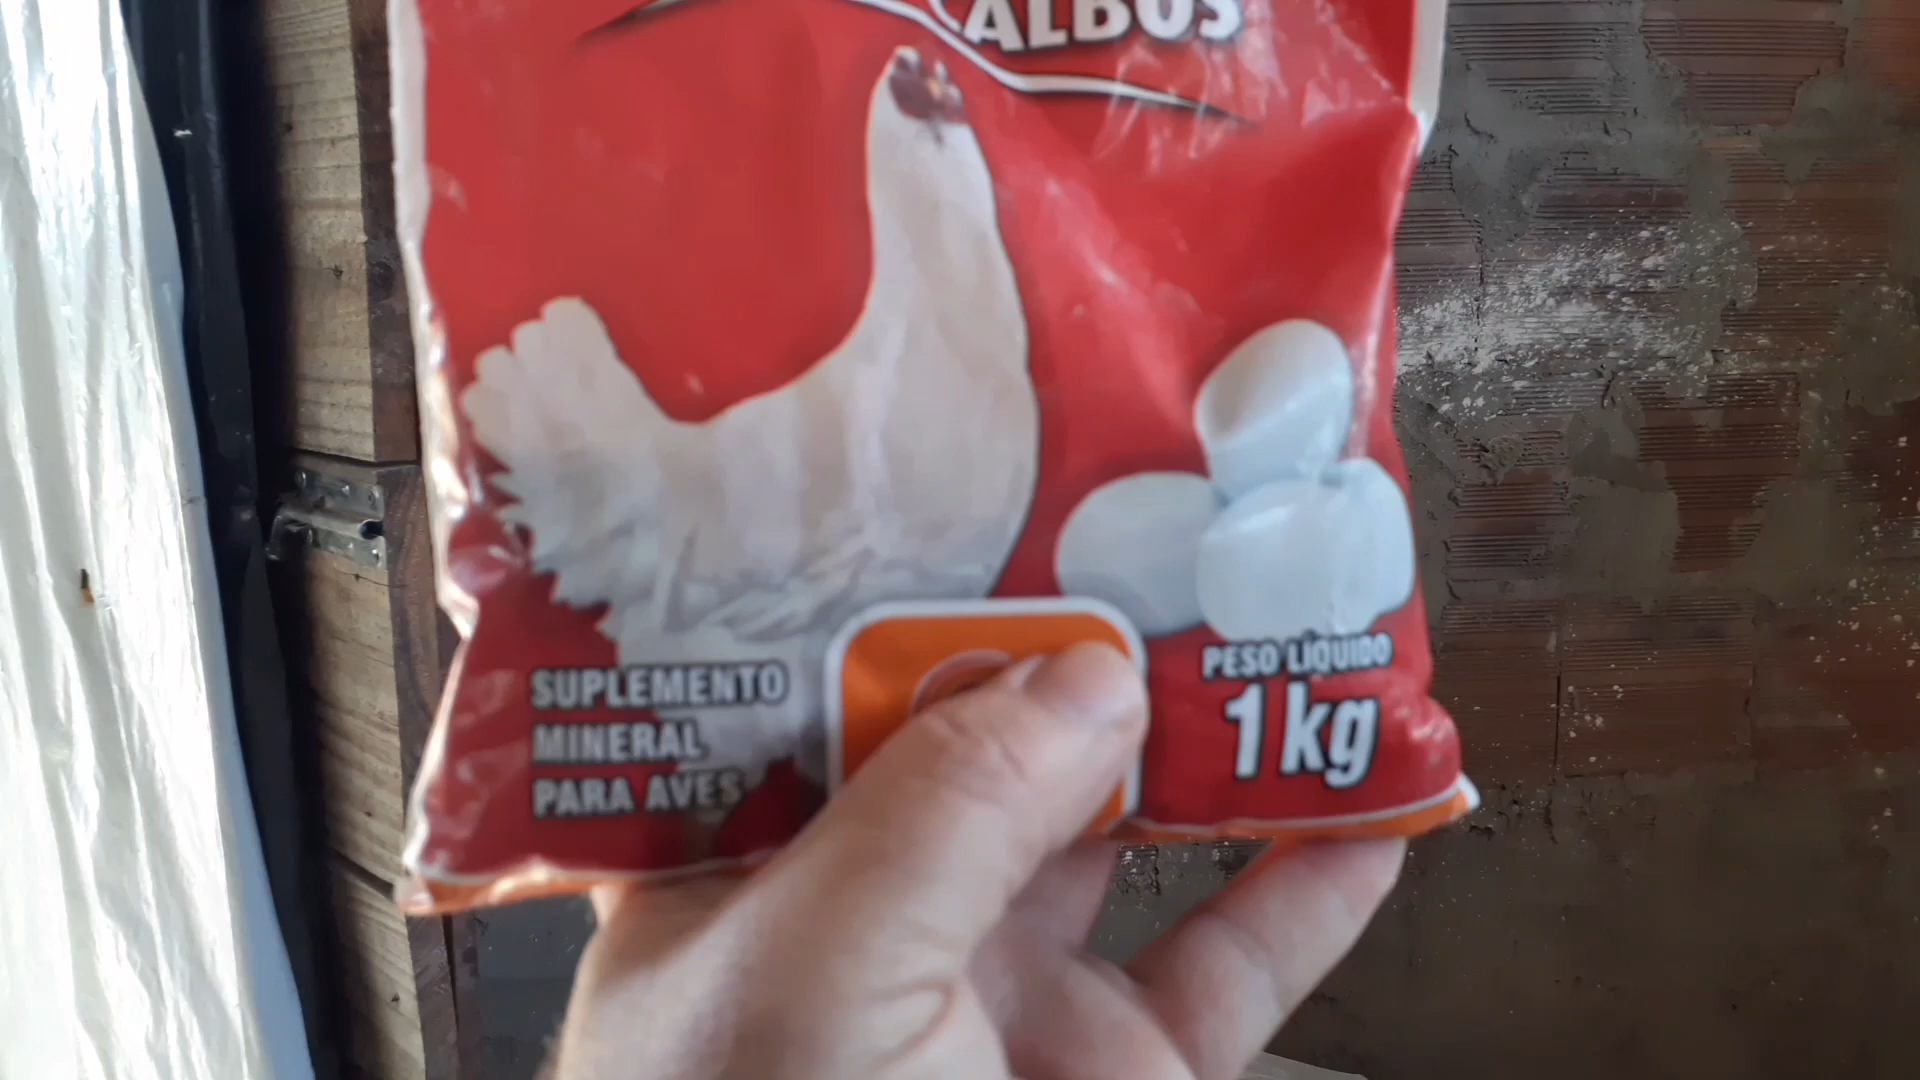 ALBOS
SUPLEMENTO
MINERAL
PARA AVES
PESO LÍQUIDO
1 kg